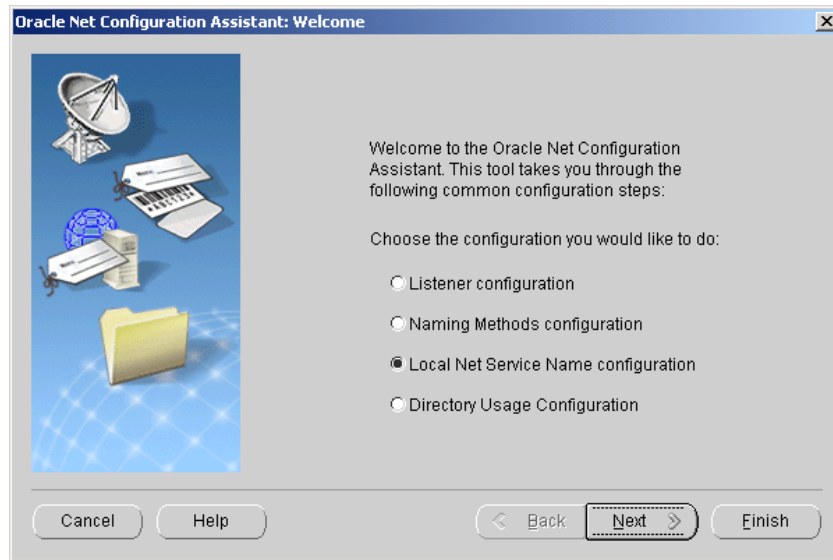 Oracle Net Configuration Assistant: Welcome
Welcome to the Oracle Net Configuration
Assistant. This tool takes you through the
following common configuration steps:
Choose the configuration you would like to do:
Listener configuration
Naming Methods configuration
Local Net Service Name configuration
Directory Usage Configuration
Cancel
Help
Back
Next
Finish